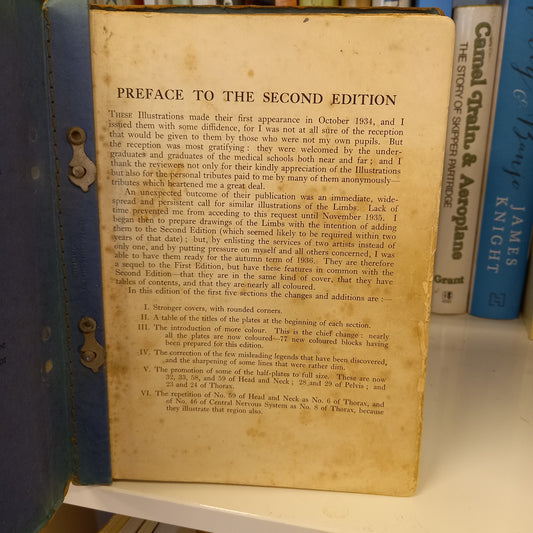 PREFACE TO THE SECOND EDITION
THESE Illustrations made their first appearance in October 1934, and I
issued them with some diffidence, for I was not at all sure of the reception
that would be given to them by those who were not my own pupils. But
the reception was most gratifying: they were welcomed by the under-
graduates and graduates of the medical schools both near and far; and I
thank the reviewers not only for their kindly appreciation of the Illustrations
but also for the personal tributes paid to me by many of them anonymously—
tributes which heartened me a great deal.
An unexpected outcome of their publication was an immediate, wide-
spread and persistent call for similar illustrations of the Limbs. Lack of
time prevented me from acceding to this request until November 1935. I
began then to prepare drawings of the Limbs with the intention of adding
them to the Second Edition (which seemed likely to be required within two
years of that date); but, by enlisting the services of two artists instead of
only one, and by putting pressure on myself and all others concerned, I was
able to have them ready for the autumn term of 1936. They are therefore
a sequel to the First Edition, but have these features in common with the
Second Edition—that they are in the same kind of cover, that they have
tables of contents, and that they are nearly all coloured.
In this edition of the first five sections the changes and additions are :—
I. Stronger covers, with rounded corners.
II. A table of the titles of the plates at the beginning of each section.
III. The introduction of more colour. This is the chief change: nearly
all the plates are now coloured—77 new coloured blocks having
been prepared for this edition.
IV. The correction of the few misleading legends that have been discovered,
and the sharpening of some lines that were rather dim.
V. The promotion of some of the half-plates to full size. These are now
52, 53, 58, and 59 of Head and Neck; 28 and 29 of Pelvis; and
23 and 24 of Thorax.
VI. The repetition of No. 59 of Head and Neck as No. 6 of Thorax, and
of No. 46 of Central Nervous System as No. 8 of Thorax, because
they illustrate that region also.
Camel Train & Aeroplane
THE STORY OF SKIPPER PARTRIDGE
Grant
JAMES
KNIGHT
& Banjo